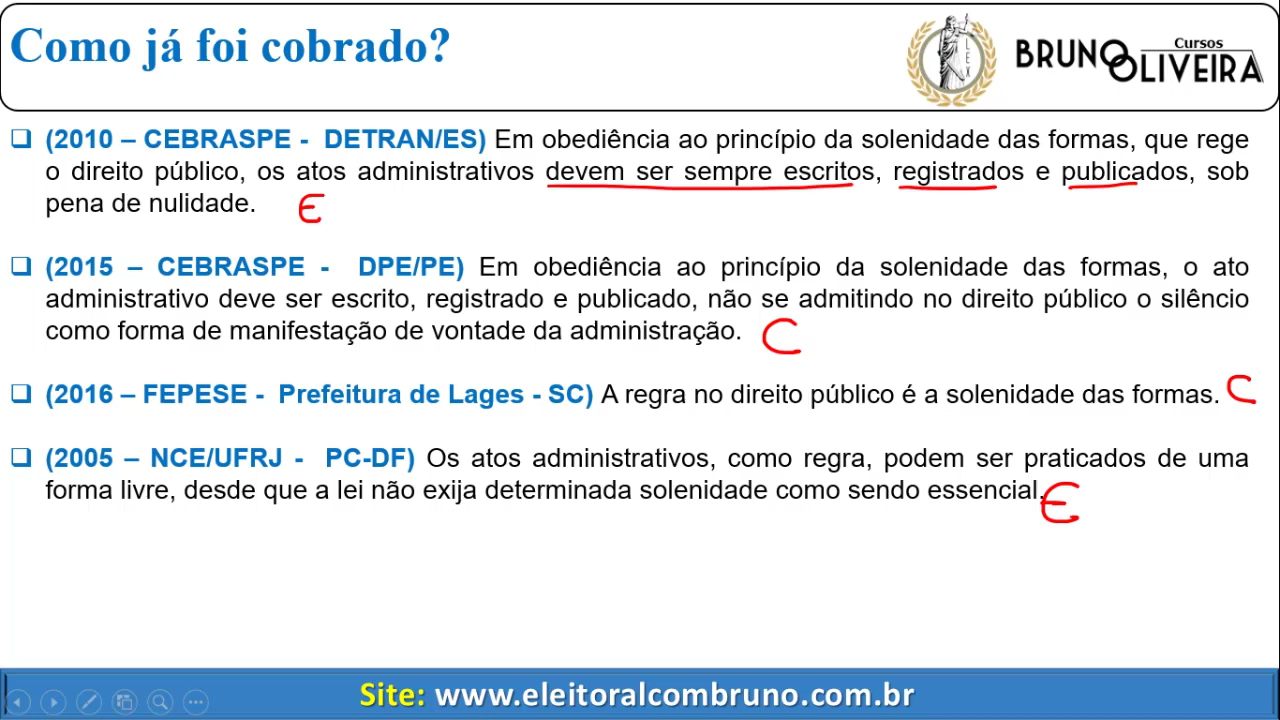 Como já foi cobrado?
LEX
Cursos
BRUNO OLIVEIRA
❑ (2010 – CEBRASPE - DETRAN/ES) Em obediência ao princípio da solenidade das formas, que rege
o direito público, os atos administrativos devem ser sempre escritos, registrados e publicados, sob
pena de nulidade. E
❑ (2015 – CEBRASPE - DPE/PE) Em obediência ao princípio da solenidade das formas, o ato
administrativo deve ser escrito, registrado e publicado, não se admitindo no direito público o silêncio
como forma de manifestação de vontade da administração. C
❑ (2016 – FEPESE - Prefeitura de Lages - SC) A regra no direito público é a solenidade das formas. C
❑ (2005 – NCE/UFRJ - PC-DF) Os atos administrativos, como regra, podem ser praticados de uma
forma livre, desde que a lei não exija determinada solenidade como sendo essencial. E
Site: www.eleitoralcombruno.com.br